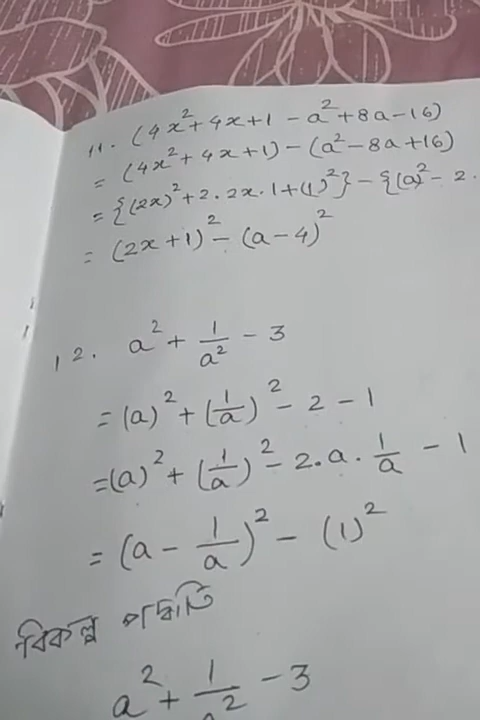 11. (4x²+4x+1 - a²+8a-16)
= (4x²+4x+1) - (a²-8a+16)
= {(2x)²+2.2x.1+(1)²} - {(a)²- 2.
= (2x+1)² - (a-4)²
12. a² + 1/a² - 3
= (a)² + (1/a)² - 2 - 1
= (a)² + (1/a)² - 2.a.1/a - 1
= (a - 1/a)² - (1)²
বিকল্প পদ্ধতি
a² + 1/a² - 3